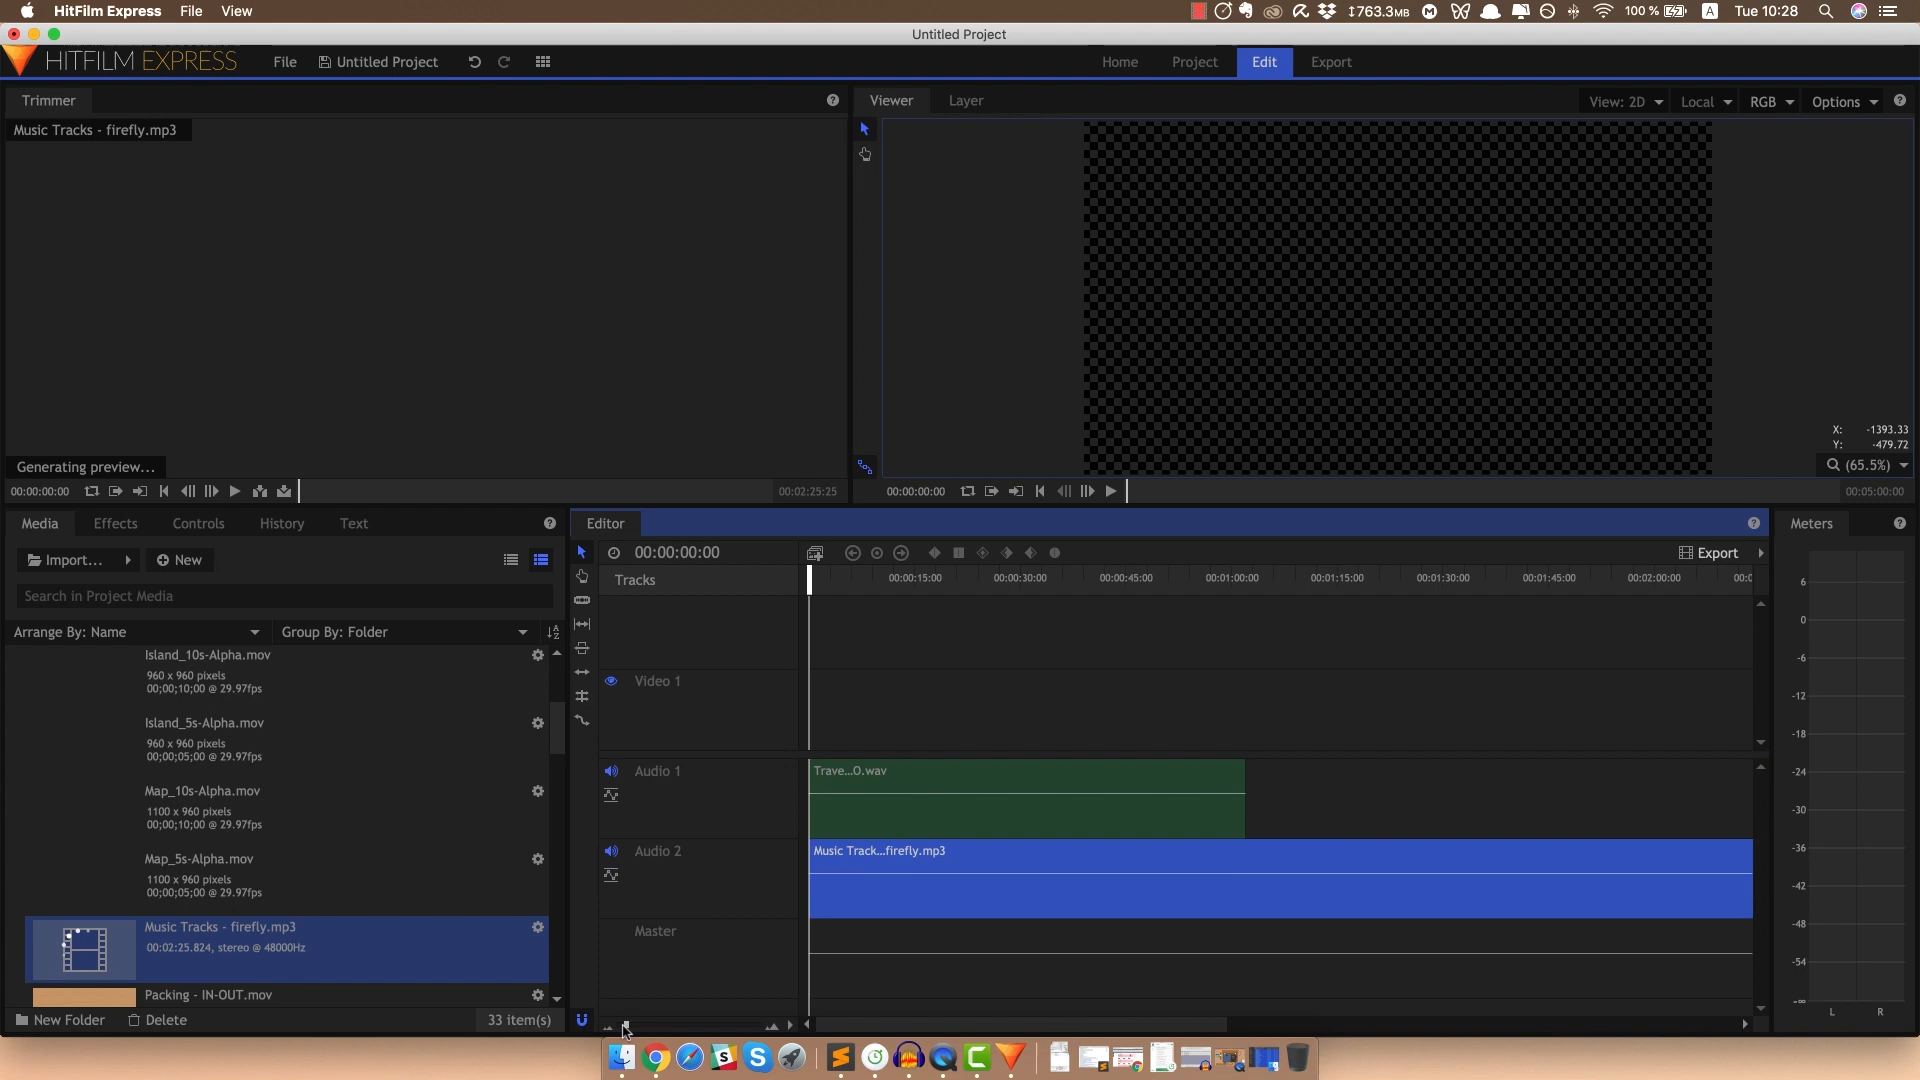 HitFilm Express File View 763.3MB 100 % A Tue 10:28
Untitled Project
HITFILM EXPRESS File Untitled Project Home Project Edit Export
Trimmer Viewer Layer View: 2D Local RGB Options
Music Tracks - firefly.mp3
X: -1393.33
Y: -479.72
Generating preview... (65.5%)
00:00:00:00 00:02:25:25 00:00:00:00 00:05:00:00
Media Effects Controls History Text Editor Meters
Import... New 00:00:00:00 Export
Tracks 00:00:15:00 00:00:30:00 00:00:45:00 00:01:00:00 00:01:15:00 00:01:30:00 00:01:45:00 00:02:00:00 00:0
Search in Project Media
Arrange By: Name Group By: Folder
Island_10s-Alpha.mov
960 x 960 pixels
00;00;10;00 @ 29.97fps
Video 1
Island_5s-Alpha.mov
960 x 960 pixels
00;00;05;00 @ 29.97fps
Audio 1 Trave...O.wav
Map_10s-Alpha.mov
1100 x 960 pixels
00;00;10;00 @ 29.97fps
Audio 2 Music Track...firefly.mp3
Map_5s-Alpha.mov
1100 x 960 pixels
00;00;05;00 @ 29.97fps
Music Tracks - firefly.mp3
00:02:25.824, stereo @ 48000Hz
Master
Packing - IN-OUT.mov
New Folder Delete 33 item(s)
6
0
-6
-12
-18
-24
-30
-36
-42
-48
-54
-∞
L R